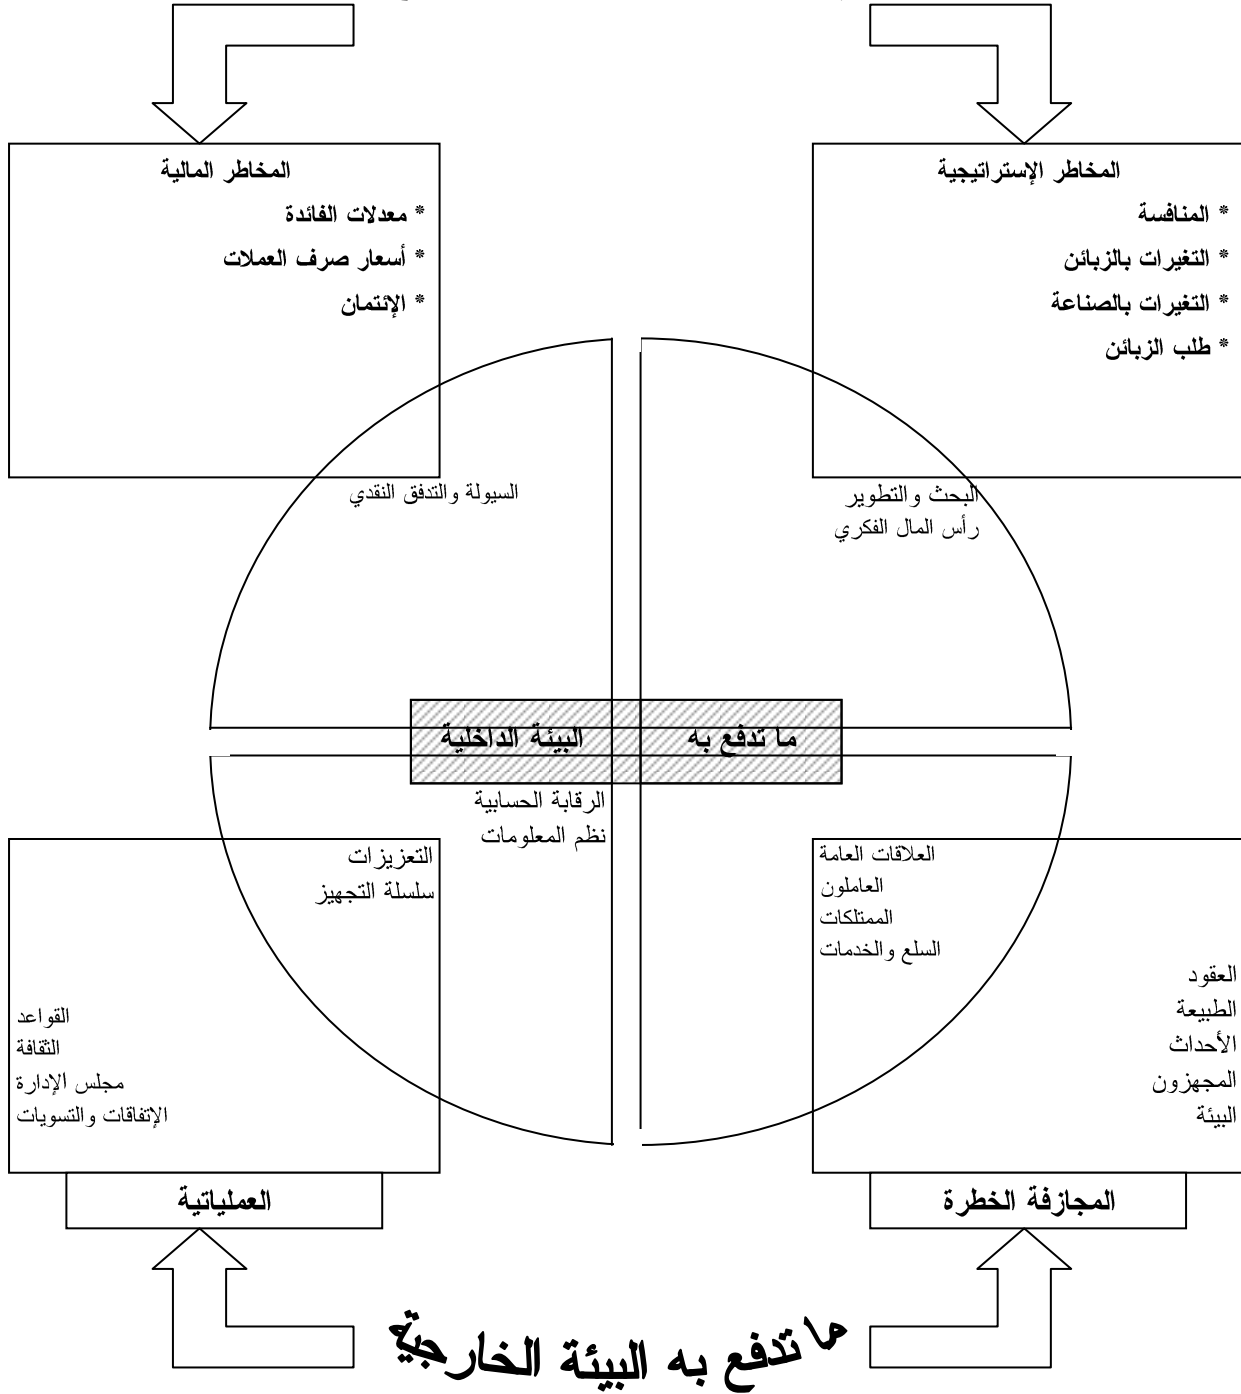 المخاطر الإستراتيجية
* المنافسة
* التغيرات بالزبائن
* التغيرات بالصناعة
* طلب الزبائن
المخاطر المالية
* معدلات الفائدة
* أسعار صرف العملات
* الإئتمان
البحث والتطوير
رأس المال الفكري
السيولة والتدفق النقدي
ما تدفع به البيئة الداخلية
الرقابة الحسابية
نظم المعلومات
العلاقات العامة
العاملون
الممتلكات
السلع والخدمات
العقود
الطبيعة
الأحداث
المجهزون
البيئة
التعزيزات
سلسلة التجهيز
القواعد
الثقافة
مجلس الإدارة
الإتفاقات والتسويات
المجازفة الخطرة
العملياتية
ما تدفع به البيئة الخارجية